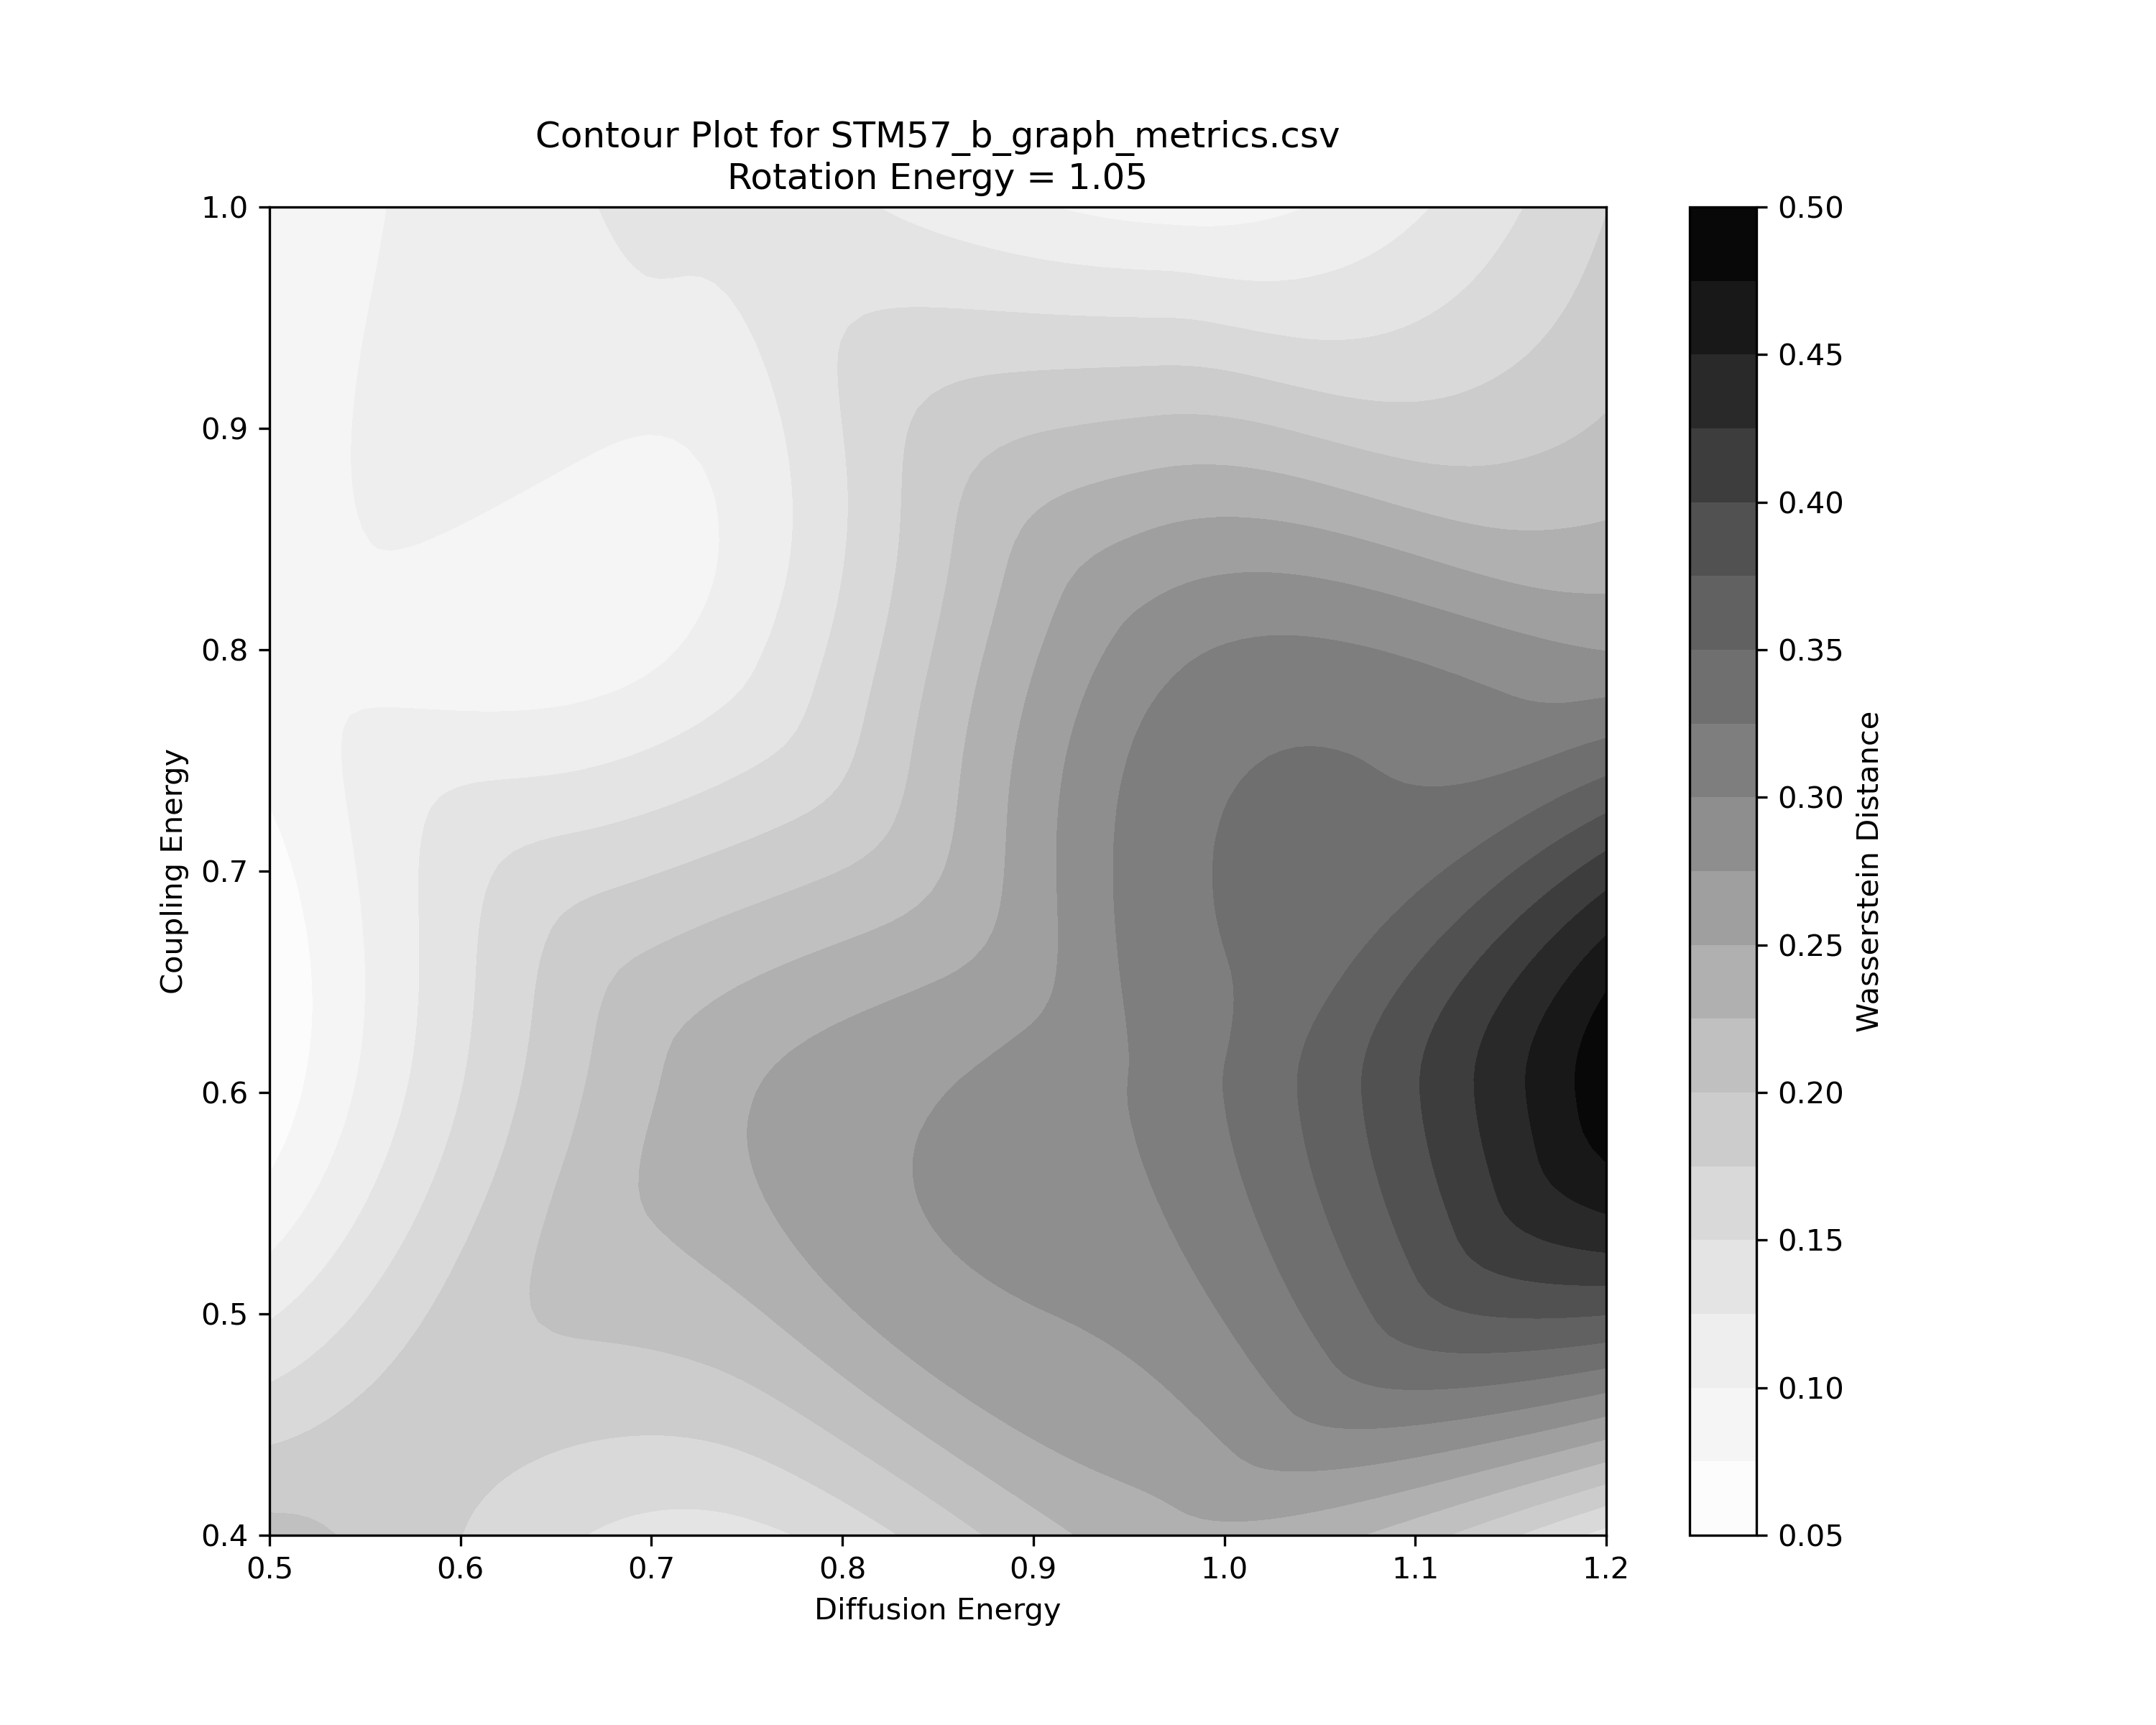 Contour Plot for STM57_b_graph_metrics.csv
Rotation Energy = 1.05
1.0
0.9
0.8
0.7
0.6
0.5
0.4
Coupling Energy
0.5 0.6 0.7 0.8 0.9 1.0 1.1 1.2
Diffusion Energy
0.50
0.45
0.40
0.35
0.30
0.25
0.20
0.15
0.10
0.05
Wasserstein Distance